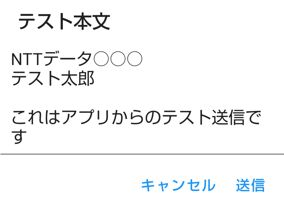 テスト本文
NTTデータ○○○
テスト太郎
これはアプリからのテスト送信で
す
キャンセル 送信